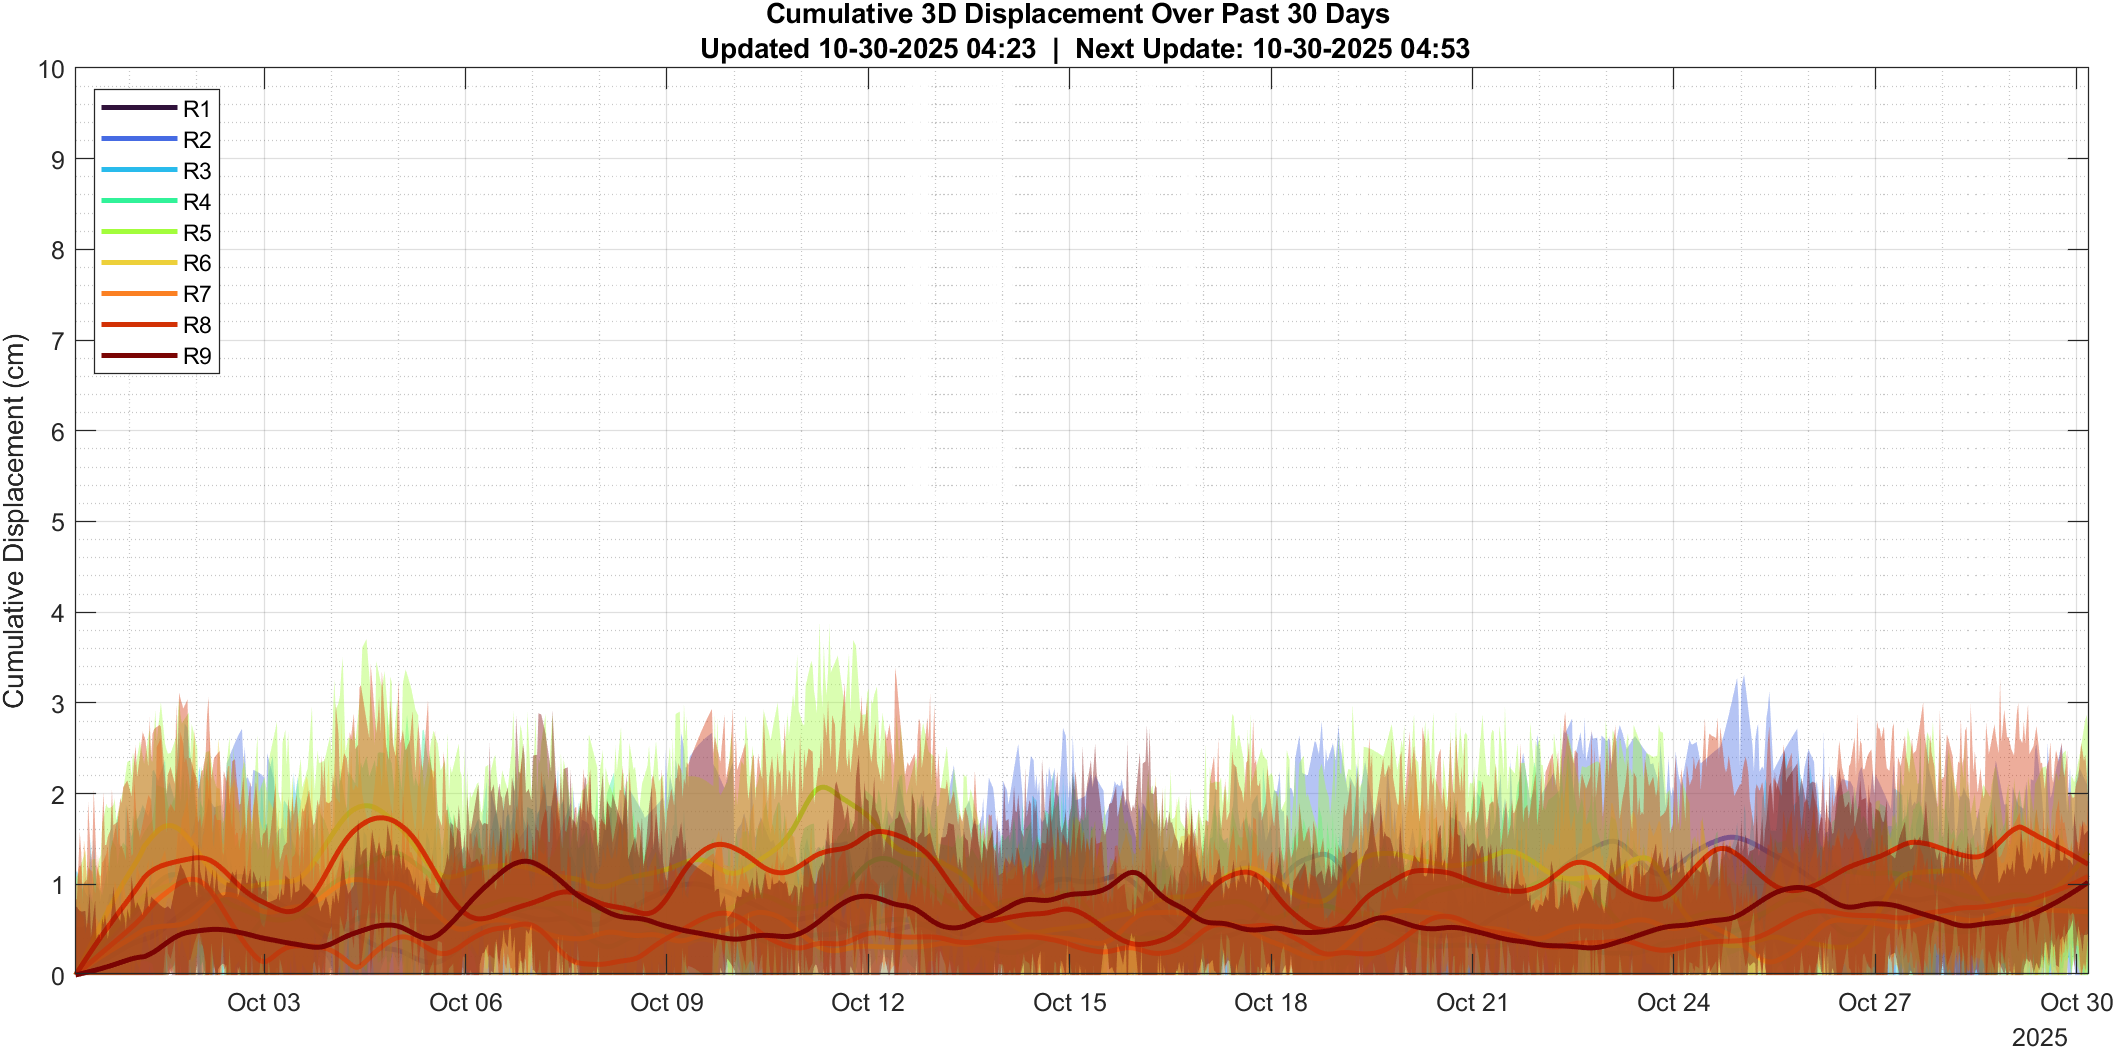 Cumulative 3D Displacement Over Past 30 Days
Updated 10-30-2025 04:23 | Next Update: 10-30-2025 04:53
Cumulative Displacement (cm)
10
9
8
7
6
5
4
3
2
1
0
R1
R2
R3
R4
R5
R6
R7
R8
R9
Oct 03
Oct 06
Oct 09
Oct 12
Oct 15
Oct 18
Oct 21
Oct 24
Oct 27
Oct 30
2025